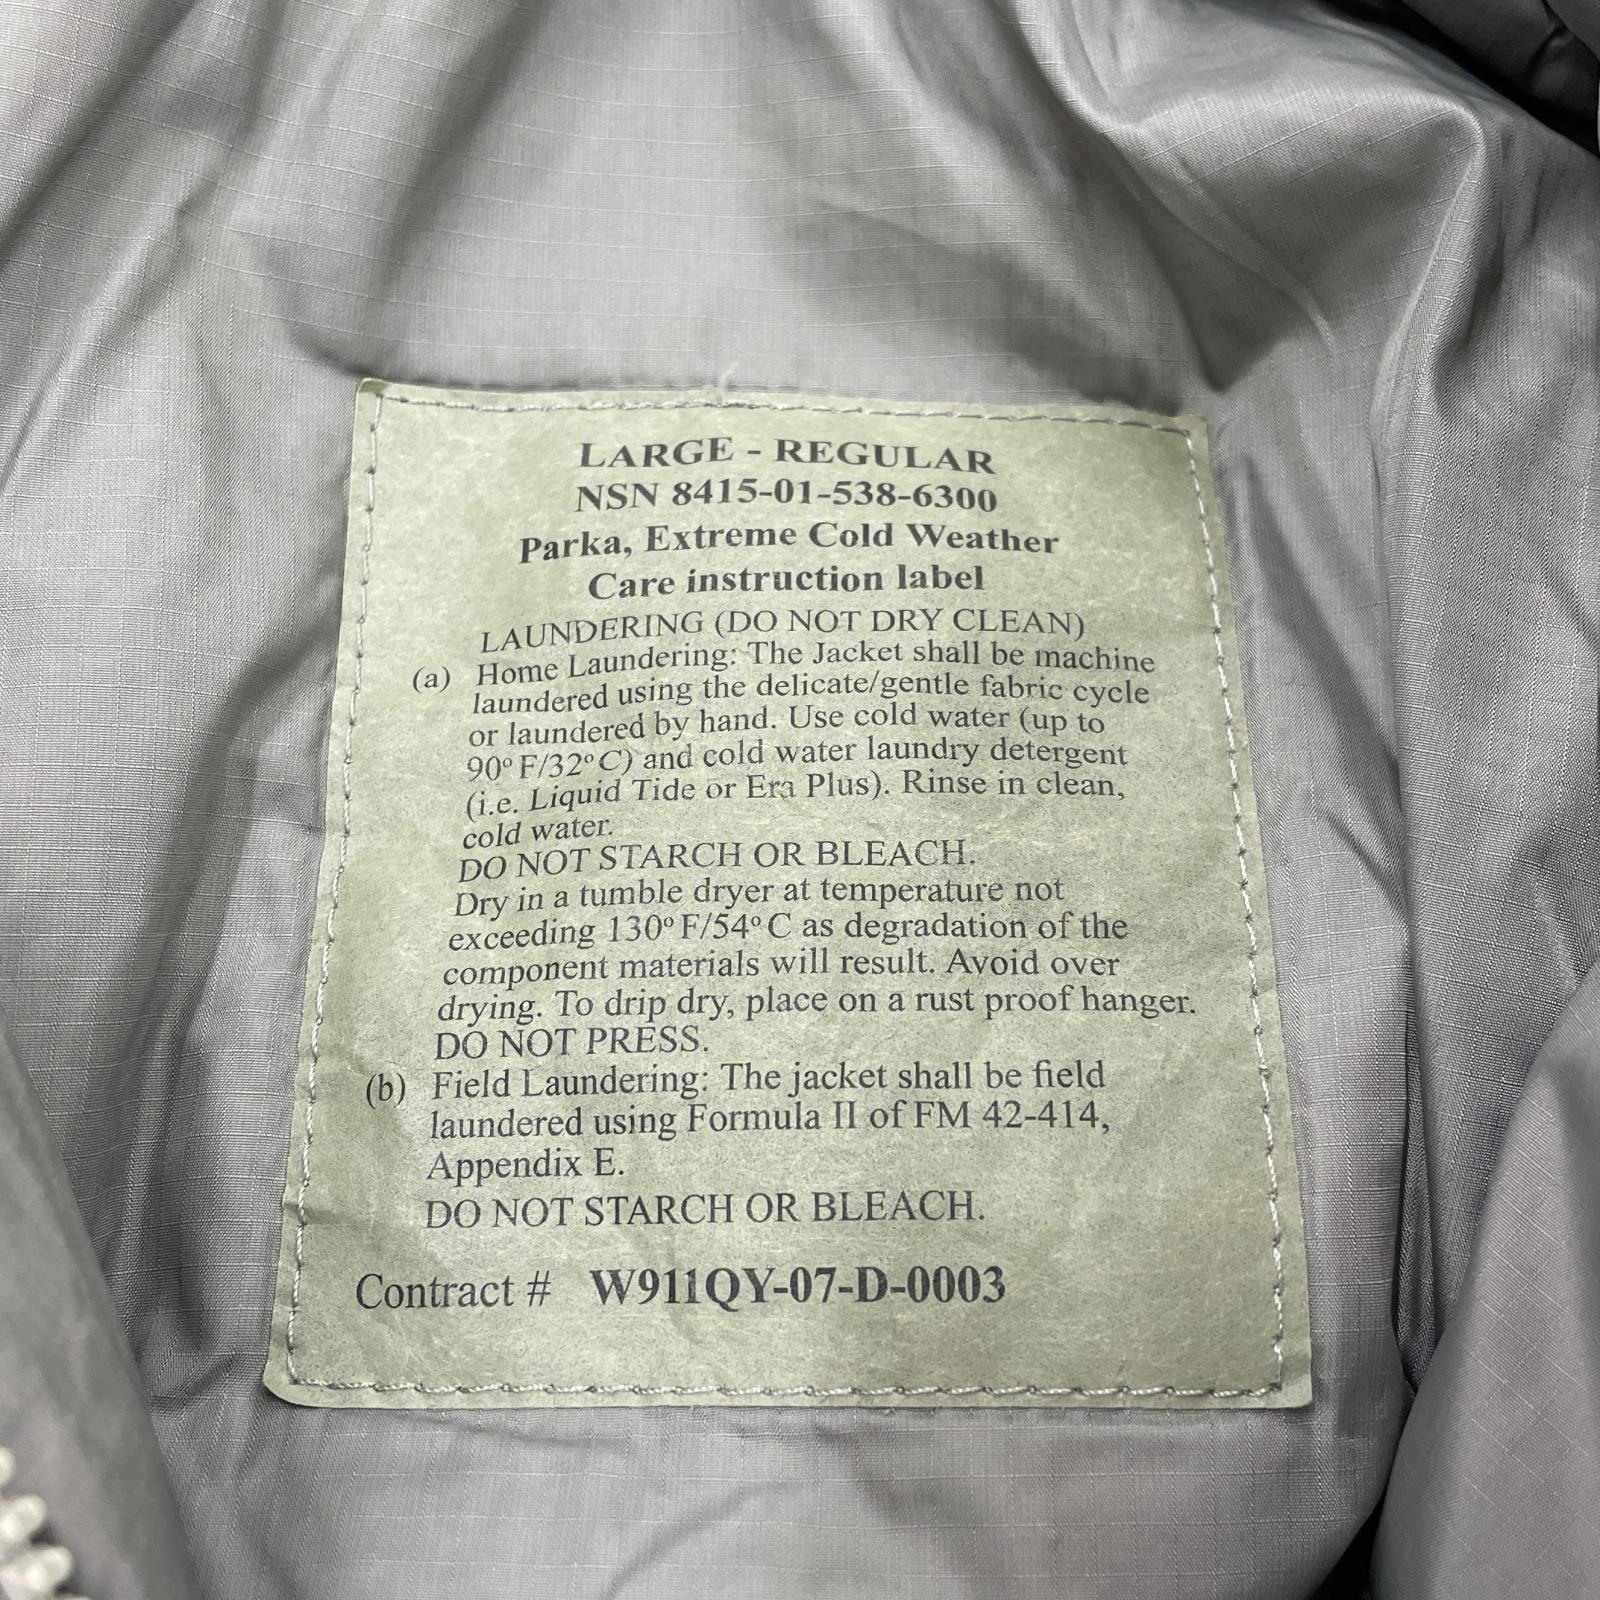 LARGE - REGULAR
NSN 8415-01-538-6300
Parka, Extreme Cold Weather
Care instruction label
LAUNDERING (DO NOT DRY CLEAN)
(a) Home Laundering: The Jacket shall be machine
laundered using the delicate/gentle fabric cycle
or laundered by hand. Use cold water (up to
90° F/32° C) and cold water laundry detergent
(i.e. Liquid Tide or Era Plus). Rinse in clean,
cold water.
DO NOT STARCH OR BLEACH.
Dry in a tumble dryer at temperature not
exceeding 130° F/54° C as degradation of the
component materials will result. Avoid over
drying. To drip dry, place on a rust proof hanger.
DO NOT PRESS.
(b) Field Laundering: The jacket shall be field
laundered using Formula II of FM 42-414,
Appendix E.
DO NOT STARCH OR BLEACH.
Contract # W911QY-07-D-0003